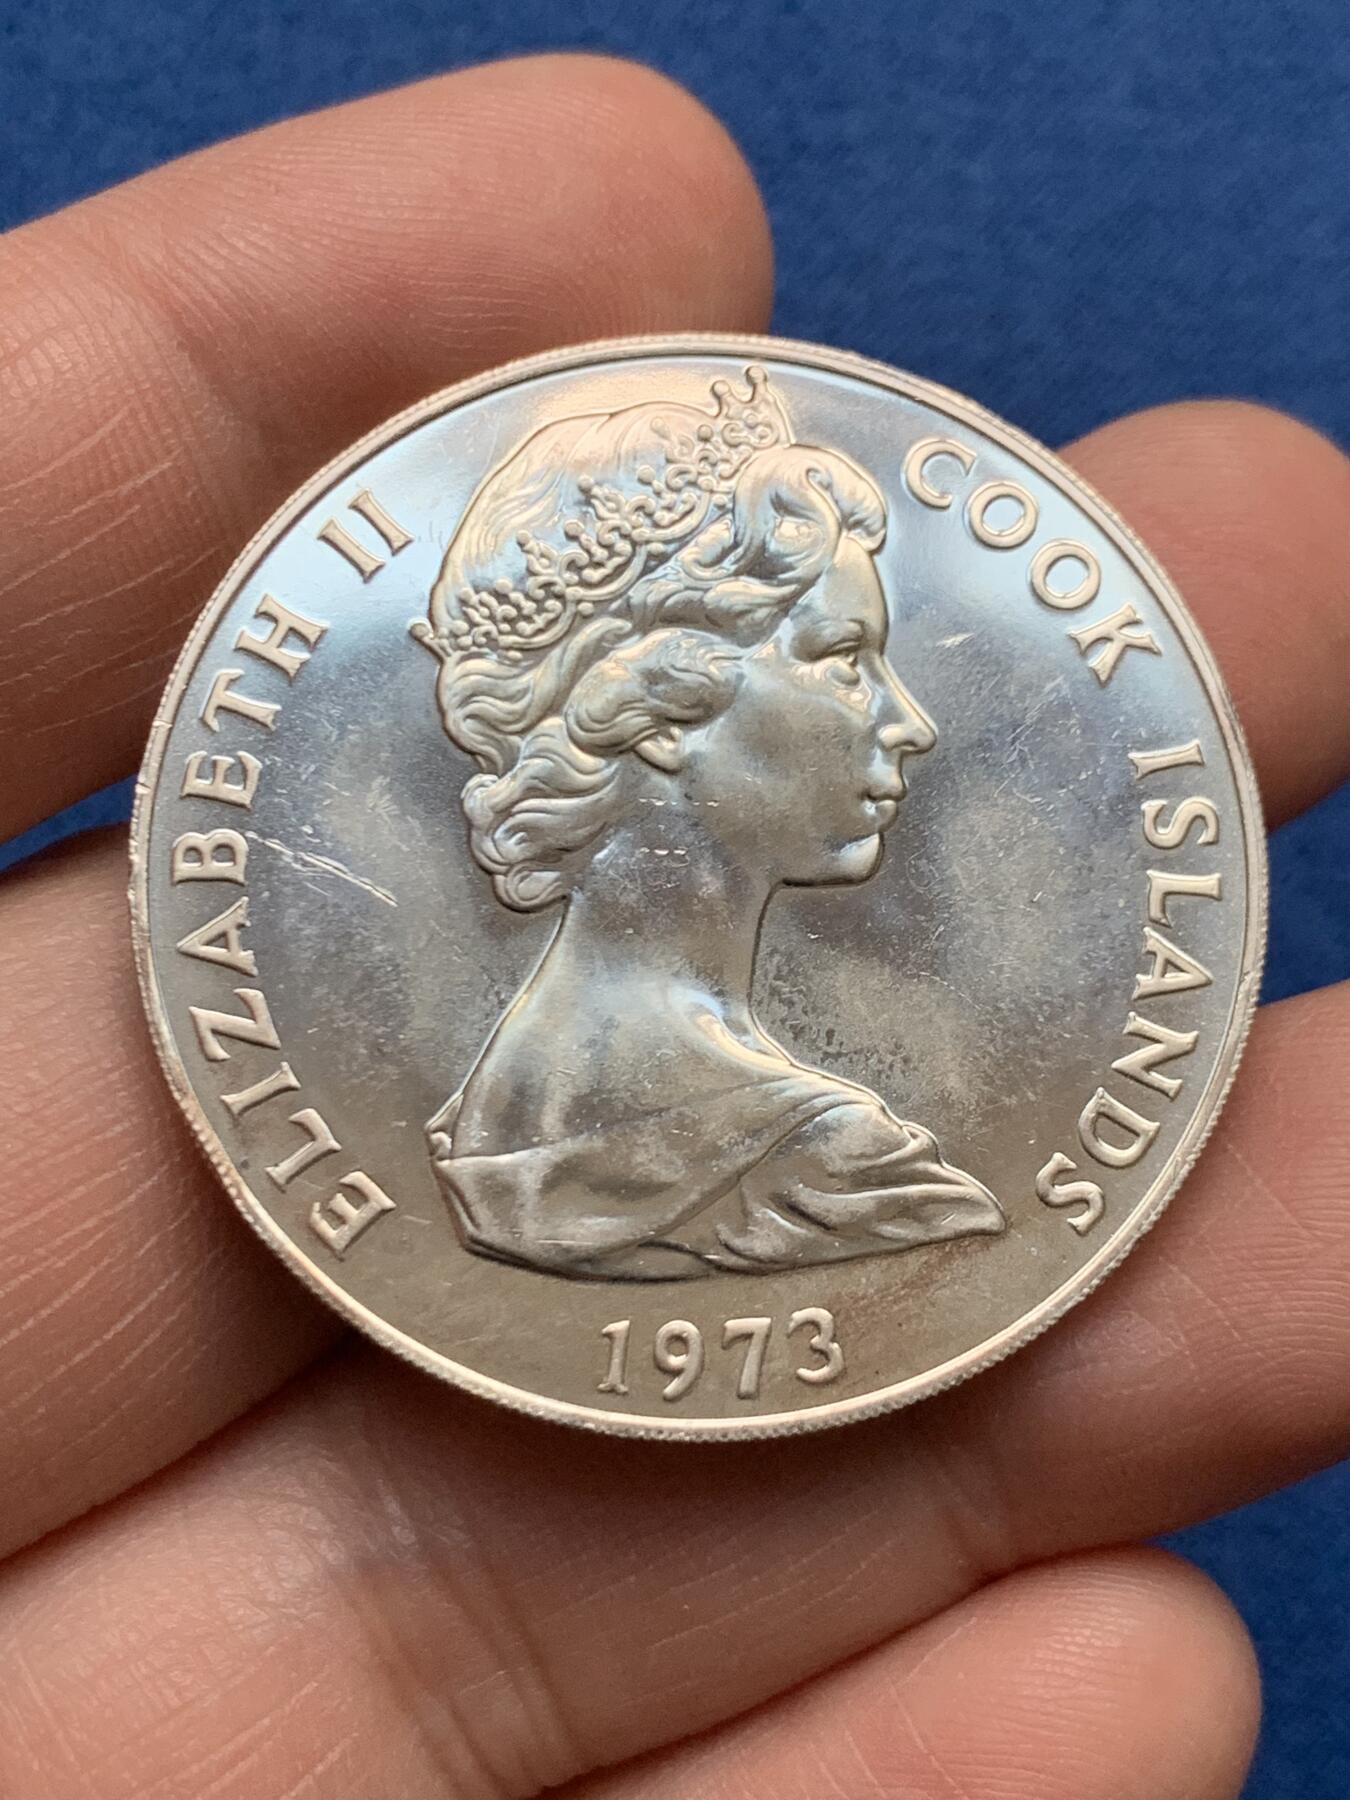 ELIZABETH II
COOK ISLANDS
1973